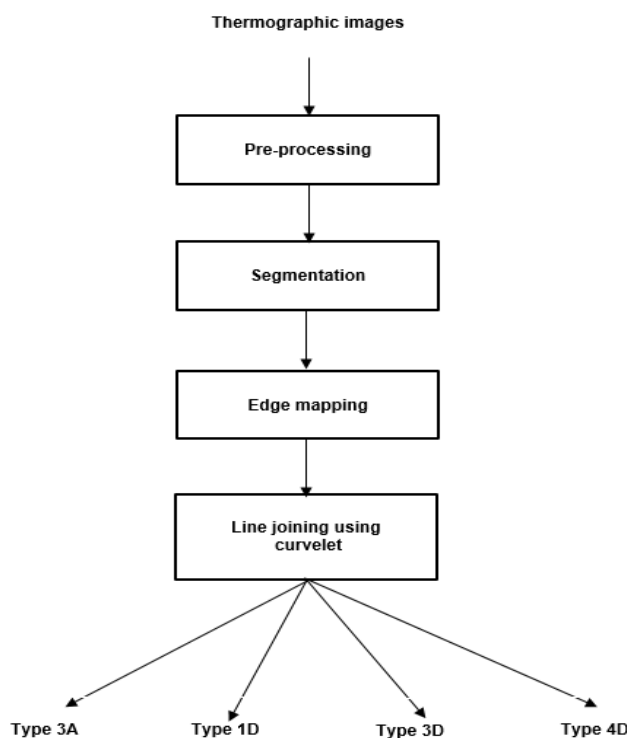 Thermographic images
Pre-processing
Segmentation
Edge mapping
Line joining using
curvelet
Type 3A
Type 1D
Type 3D
Type 4D